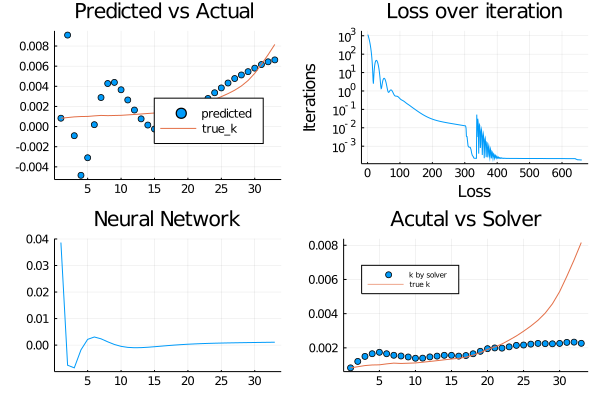 Predicted vs Actual
0.008
0.006
0.004
0.002
0.000
-0.002
-0.004
5 10 15 20 25 30
predicted
true_k
Loss over iteration
Iterations
10³
10²
10¹
10⁰
10⁻¹
10⁻²
10⁻³
0 100 200 300 400 500 600
Loss
Neural Network
0.04
0.03
0.02
0.01
0.00
5 10 15 20 25 30
Acutal vs Solver
0.008
0.006
0.004
0.002
5 10 15 20 25 30
k by solver
true k